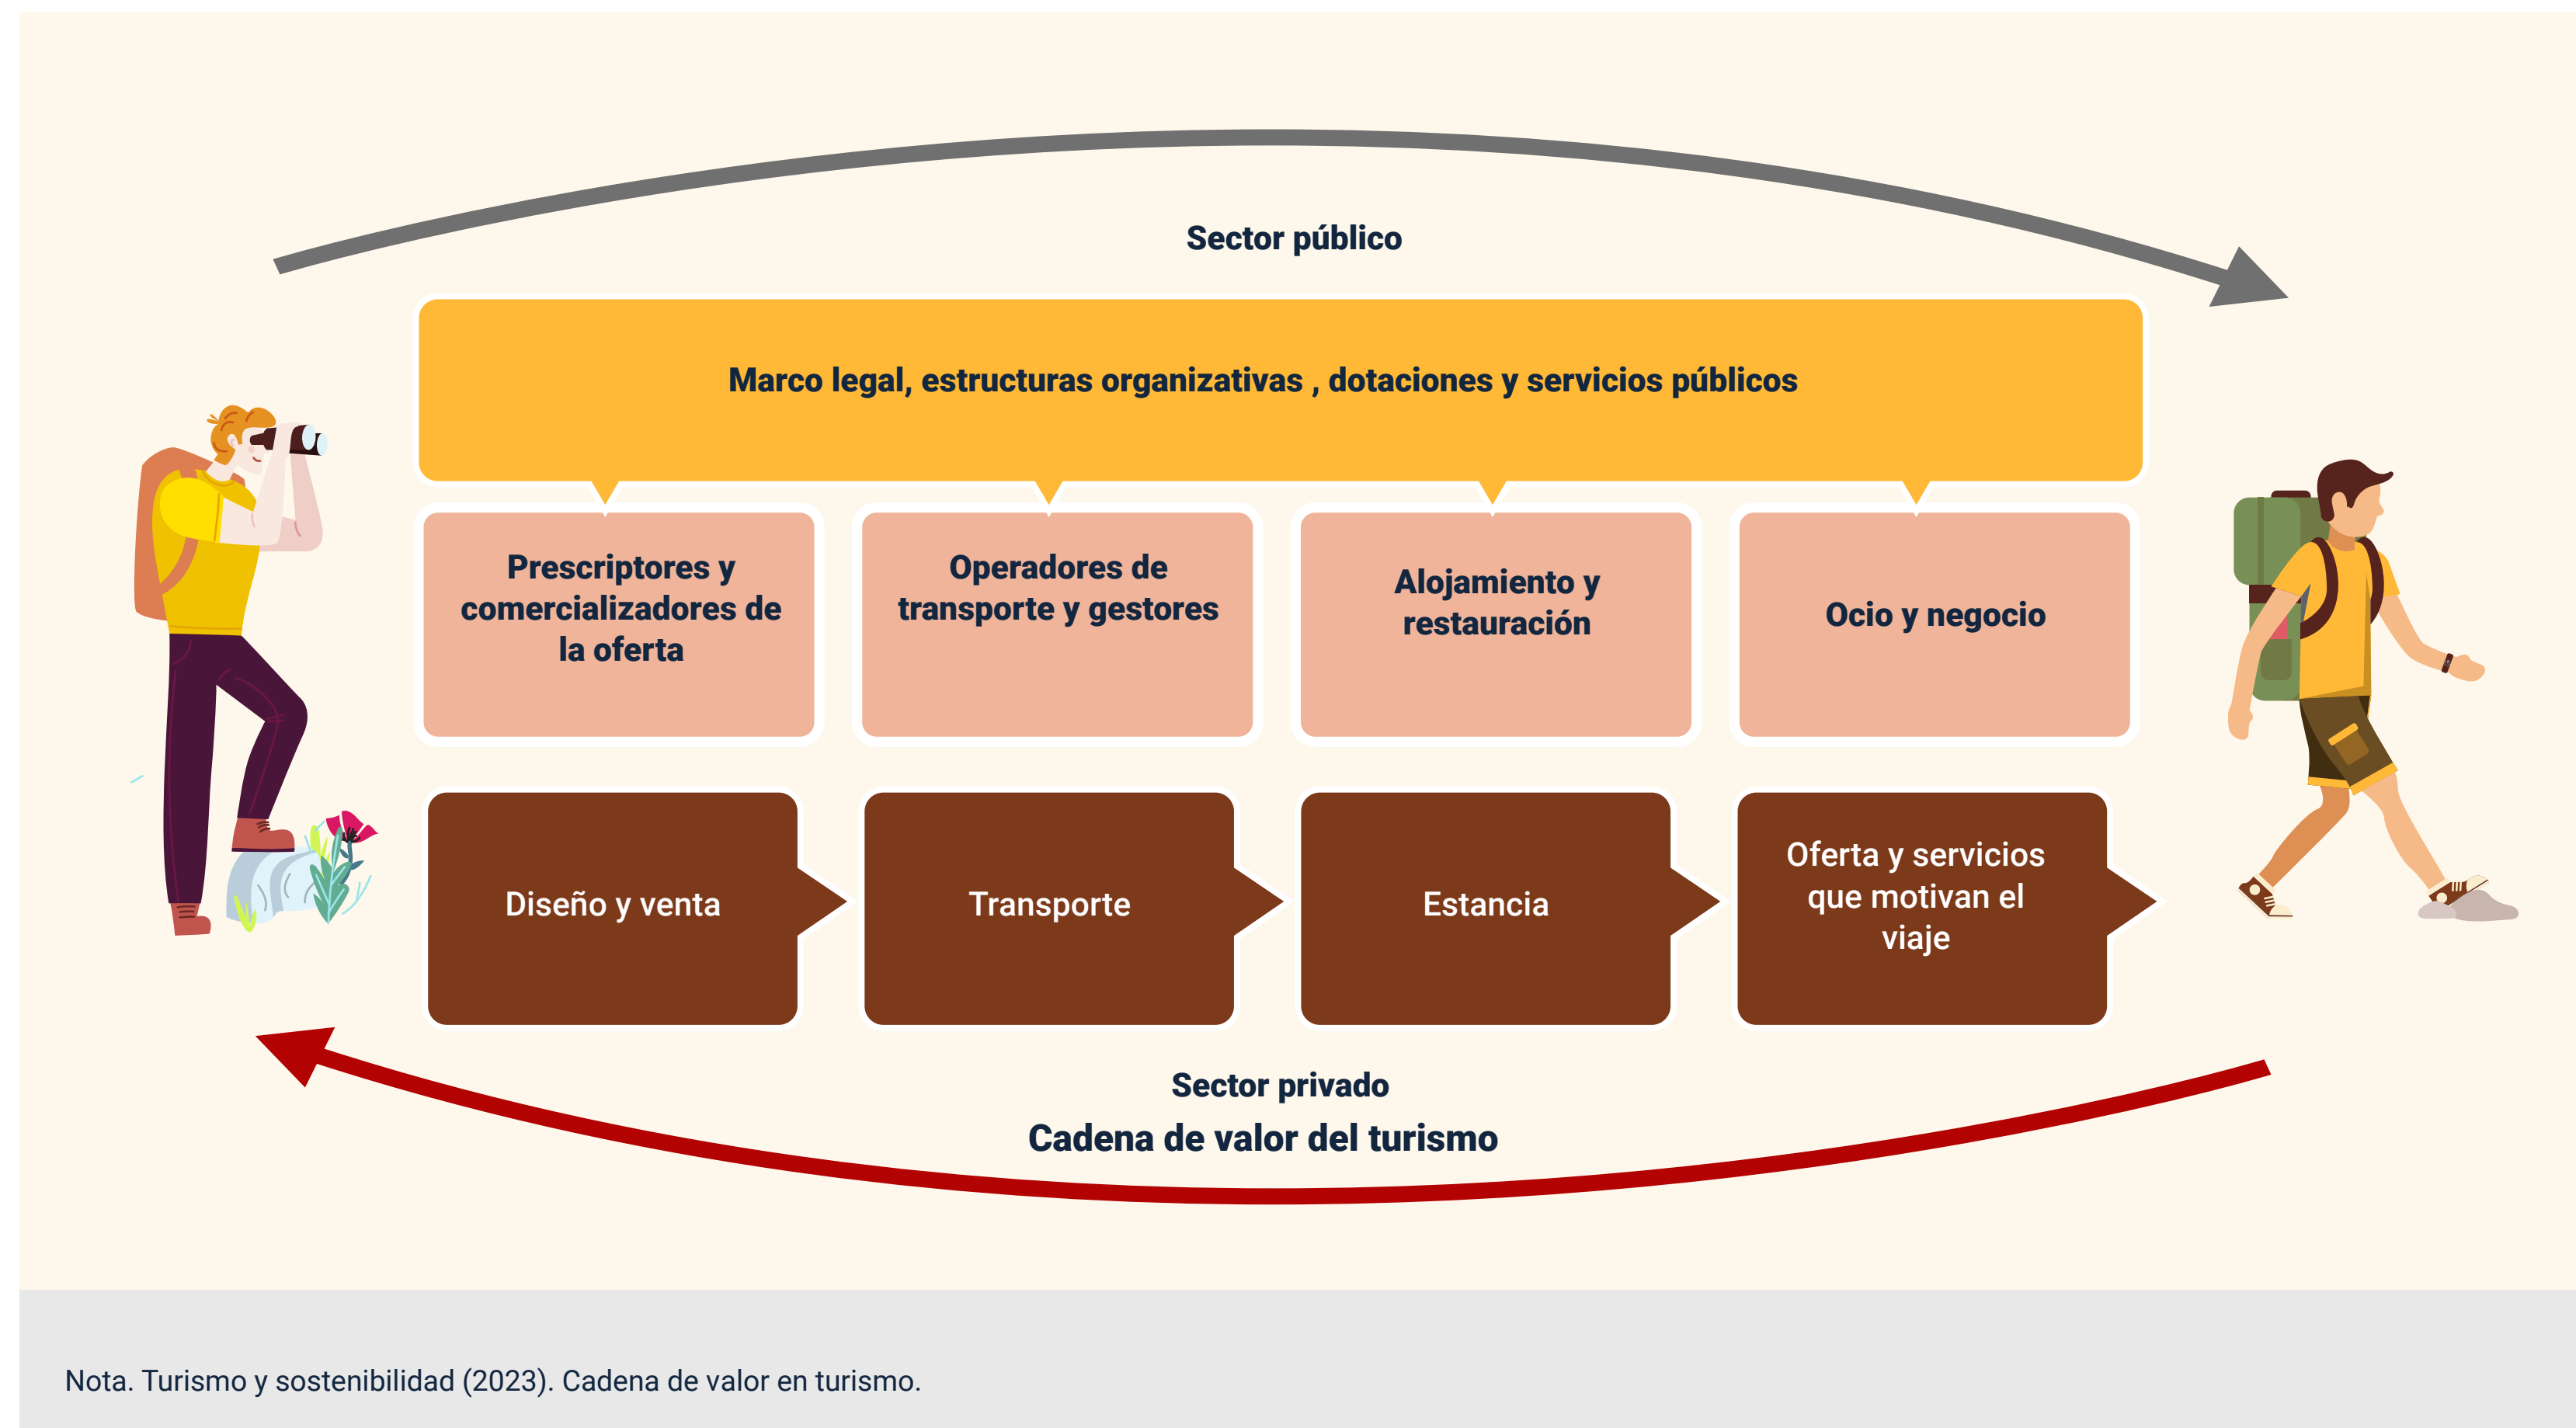 Sector público
Marco legal, estructuras organizativas , dotaciones y servicios públicos
Prescriptores y
comercializadores de
la oferta
Operadores de
transporte y gestores
Alojamiento y
restauración
Ocio y negocio
Diseño y venta
Transporte
Estancia
Oferta y servicios
que motivan el
viaje
Sector privado
Cadena de valor del turismo
Nota. Turismo y sostenibilidad (2023). Cadena de valor en turismo.